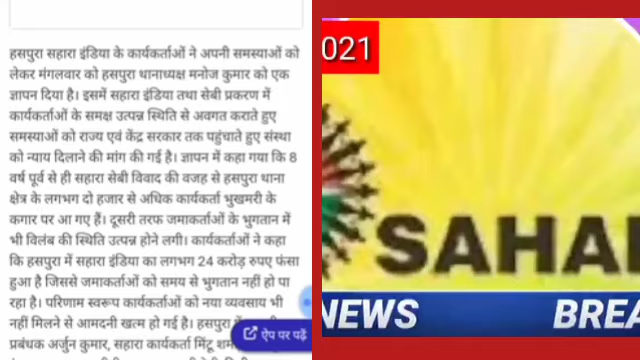 हसपुरा सहारा इंडिया के कार्यकर्ताओं ने अपनी समस्याओं को
लेकर मंगलवार को हसपुरा थानाध्यक्ष मनोज कुमार को एक
ज्ञापन दिया है। इसमें सहारा इंडिया तथा सेबी प्रकरण में
कार्यकर्ताओं के समक्ष उत्पन्न स्थिति से अवगत कराते हुए
समस्याओं को राज्य एवं केंद्र सरकार तक पहुंचाते हुए संस्था
को न्याय दिलाने की मांग की गई है। ज्ञापन में कहा गया कि 8
वर्ष पूर्व से ही सहारा सेबी विवाद की वजह से हसपुरा थाना
क्षेत्र के लगभग दो हजार से अधिक कार्यकर्ता भुखमरी के
कगार पर आ गए हैं। दूसरी तरफ जमाकर्ताओं के भुगतान में
भी विलंब की स्थिति उत्पन्न होने लगी। कार्यकर्ताओं ने कहा
कि हसपुरा में सहारा इंडिया का लगभग 24 करोड़ रुपए फंसा
हुआ है जिससे जमाकर्ताओं को समय से भुगतान नहीं हो पा
रहा है। परिणाम स्वरूप कार्यकर्ताओं को नया व्यवसाय भी
नहीं मिलने से आमदनी खत्म हो गई है। हसपुरा
प्रबंधक अर्जुन कुमार, सहारा कार्यकर्ता मिंटू
ऐप पर पढ़ें
021
SAHA
NEWS BREA